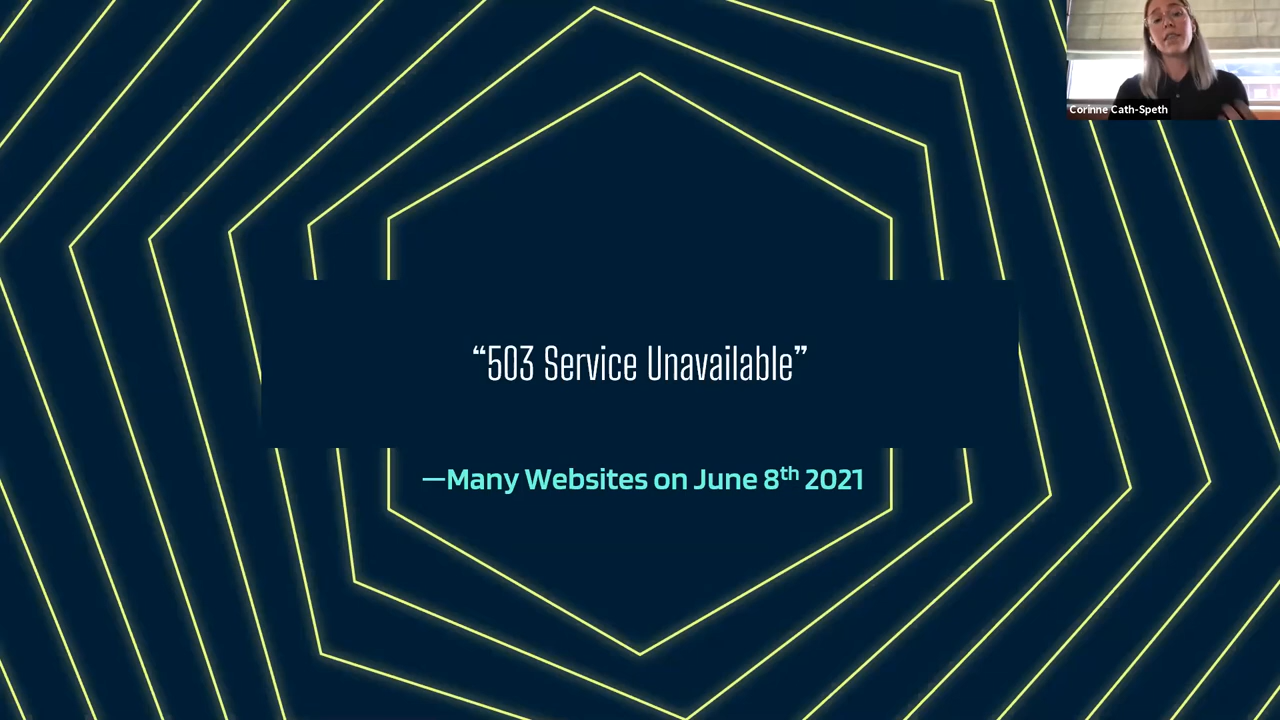 Corinne Cath-Speth
“503 Service Unavailable”
—Many Websites on June 8th 2021